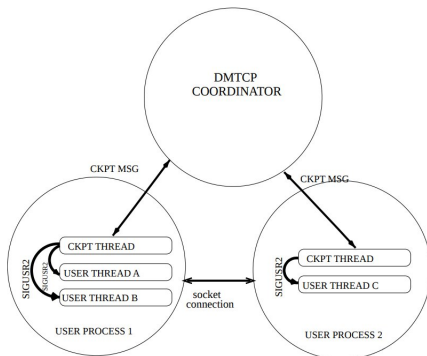 DMTCP
COORDINATOR
CKPT MSG
CKPT MSG
CKPT THREAD
SIGUSR2
SIGUSR2
USER THREAD A
USER THREAD B
USER PROCESS 1
socket
connection
CKPT THREAD
SIGUSR2
USER THREAD C
USER PROCESS 2